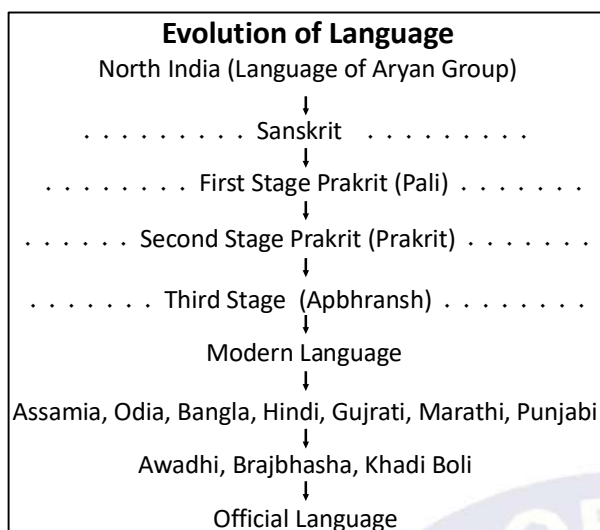 Evolution of Language
North India (Language of Aryan Group)
. . . . . . . . . Sanskrit . . . . . . . . .
. . . . . . . . First Stage Prakrit (Pali) . . . . . . .
. . . . . . Second Stage Prakrit (Prakrit) . . . . . . .
. . . . . . . Third Stage (Apbhransh) . . . . . . . .
Modern Language
Assamia, Odia, Bangla, Hindi, Gujrati, Marathi, Punjabi
Awadhi, Brajbhasha, Khadi Boli
Official Language